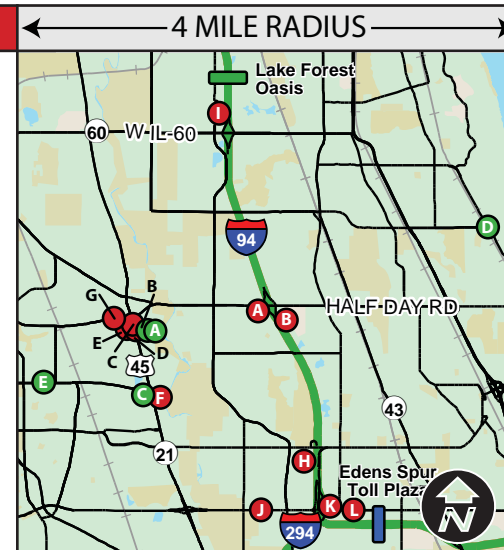 4 MILE RADIUS
Lake Forest
Oasis
I
60
W IL-60
D
94
B
G
A
B
HALF DAY RD
A
E
C
D
45
E
C
F
43
21
H
Edens Spur
Toll Plaza
J
K
L
294
N